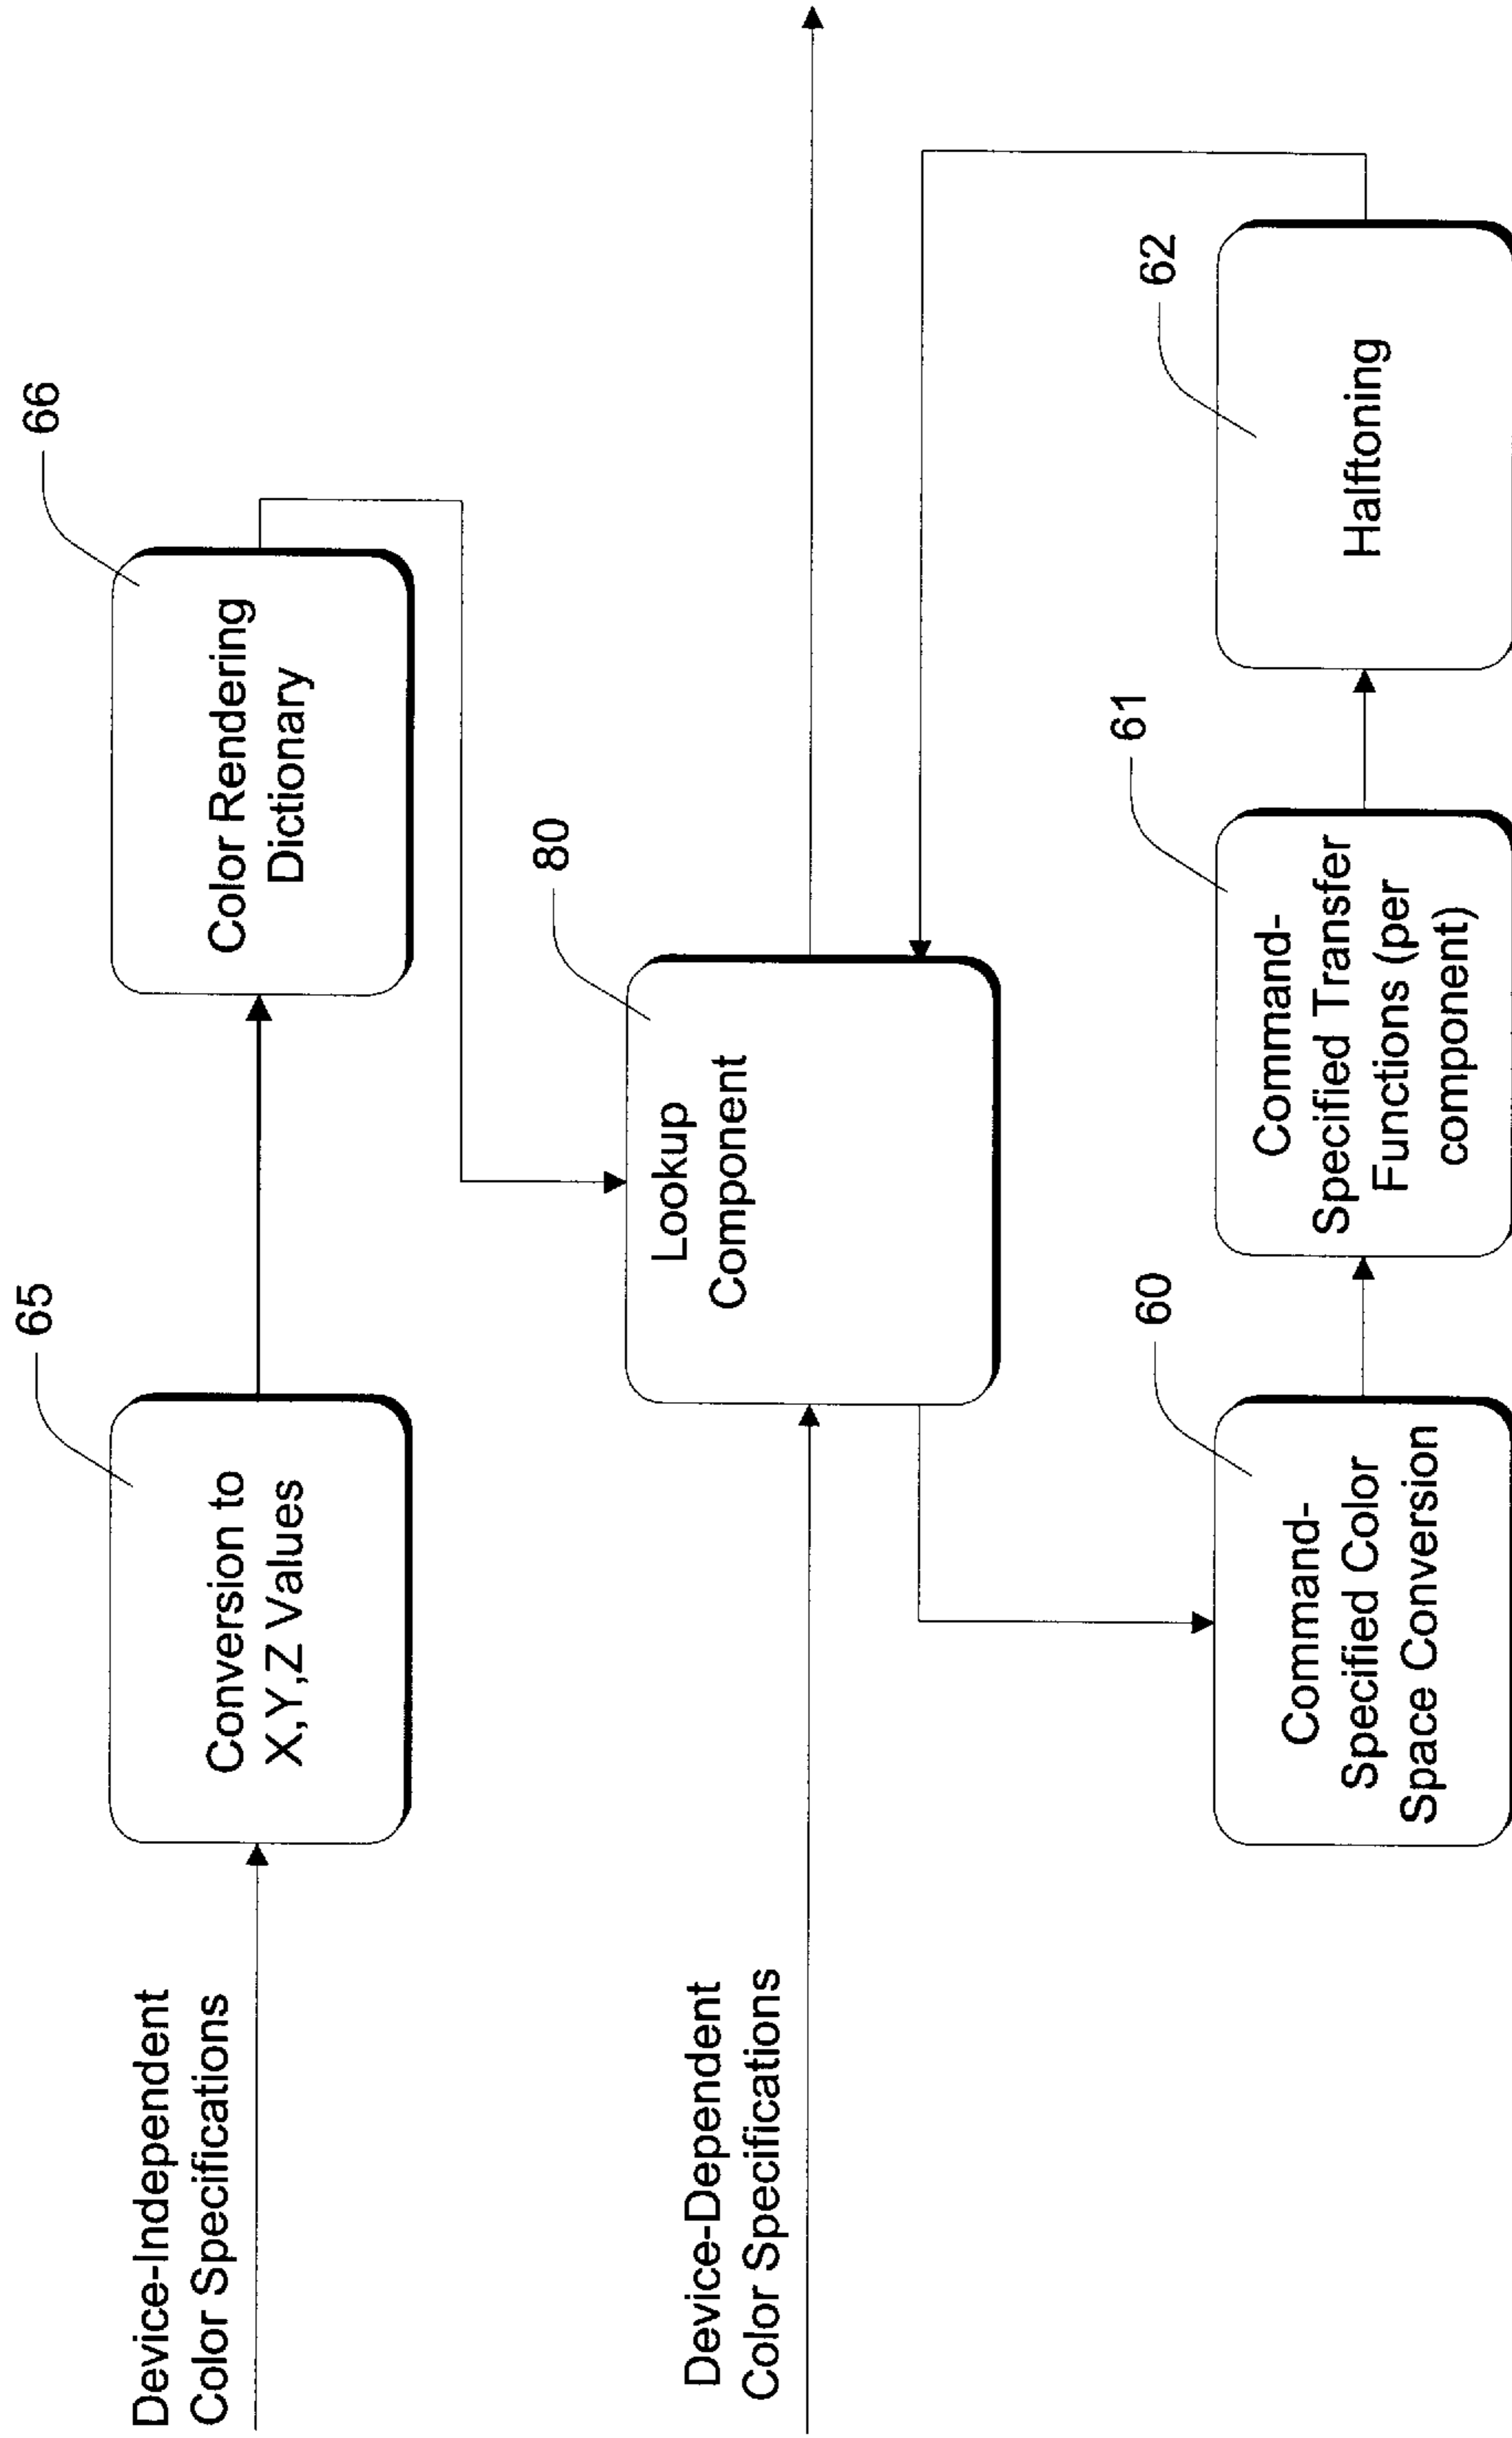 Device-Independent
Color Specifications
65
Conversion to
X,Y,Z Values
66
Color Rendering
Dictionary
Device-Dependent
Color Specifications
80
Lookup
Component
60
Command-
Specified Color
Space Conversion
61
Command-
Specified Transfer
Functions (per
component)
62
Halftoning